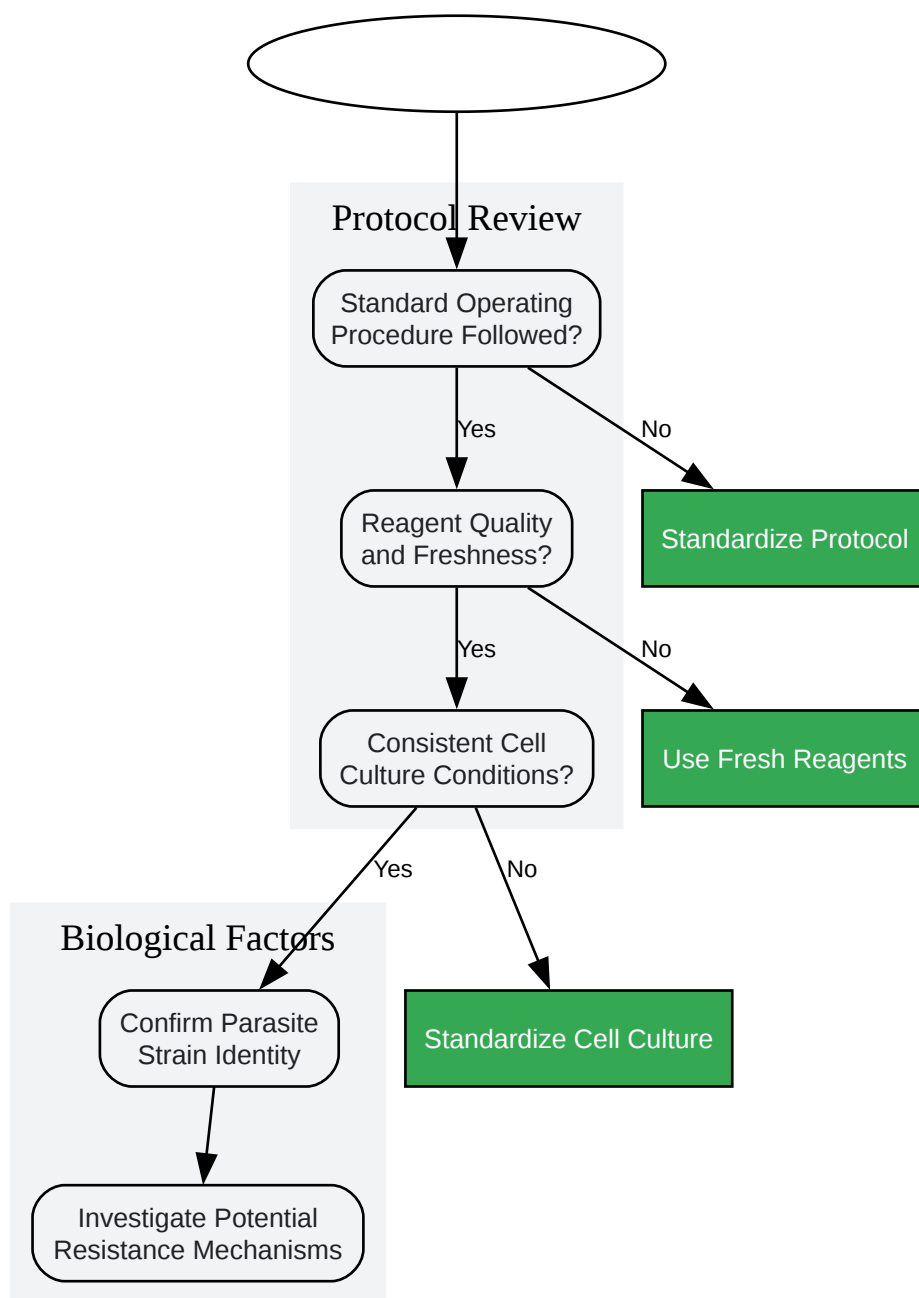 Protocol Review
Standard Operating
Procedure Followed?
Yes
No
Reagent Quality
and Freshness?
Standardize Protocol
Yes
No
Consistent Cell
Culture Conditions?
Use Fresh Reagents
Yes
No
Biological Factors
Confirm Parasite
Strain Identity
Standardize Cell Culture
Investigate Potential
Resistance Mechanisms